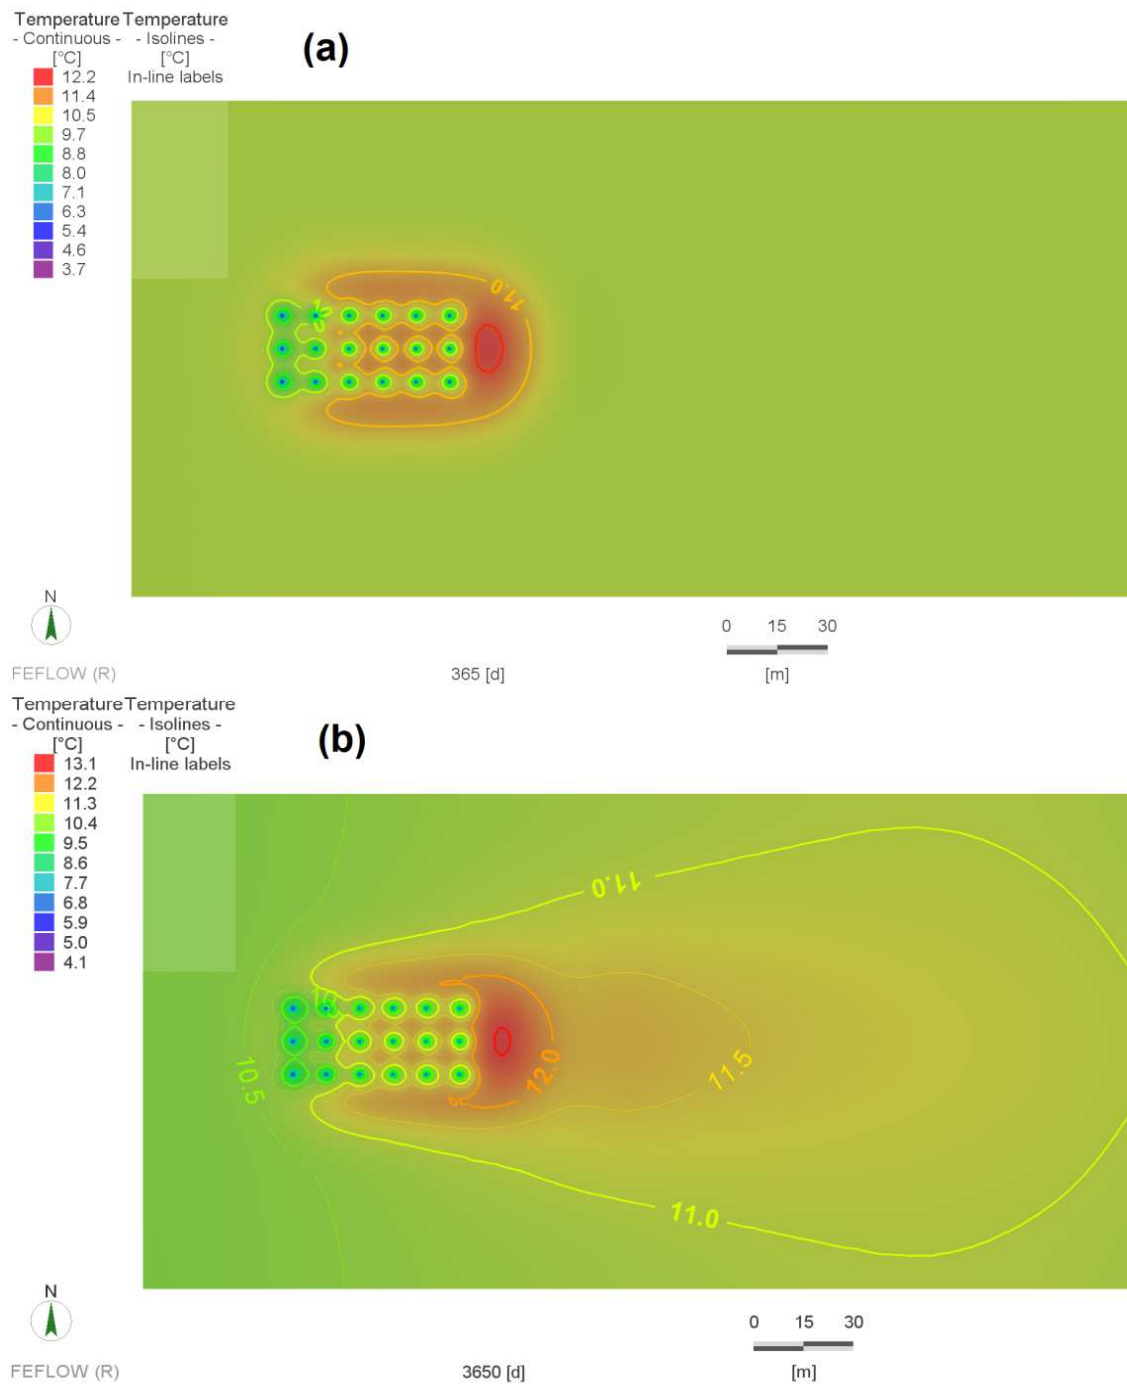 Temperature Temperature
- Continuous - - Isolines -
[°C] [°C]
12.2 In-line labels
11.4
10.5
9.7
8.8
8.0
7.1
6.3
5.4
4.6
3.7
(a)
11.0
N
0 15 30
FEFLOW (R) 365 [d] [m]
Temperature Temperature
- Continuous - - Isolines -
[°C] [°C]
13.1 In-line labels
12.2
11.3
10.4
9.5
8.6
7.7
6.8
5.9
5.0
4.1
(b)
11.0
10.5
12.0
11.5
11.0
N
0 15 30
FEFLOW (R) 3650 [d] [m]